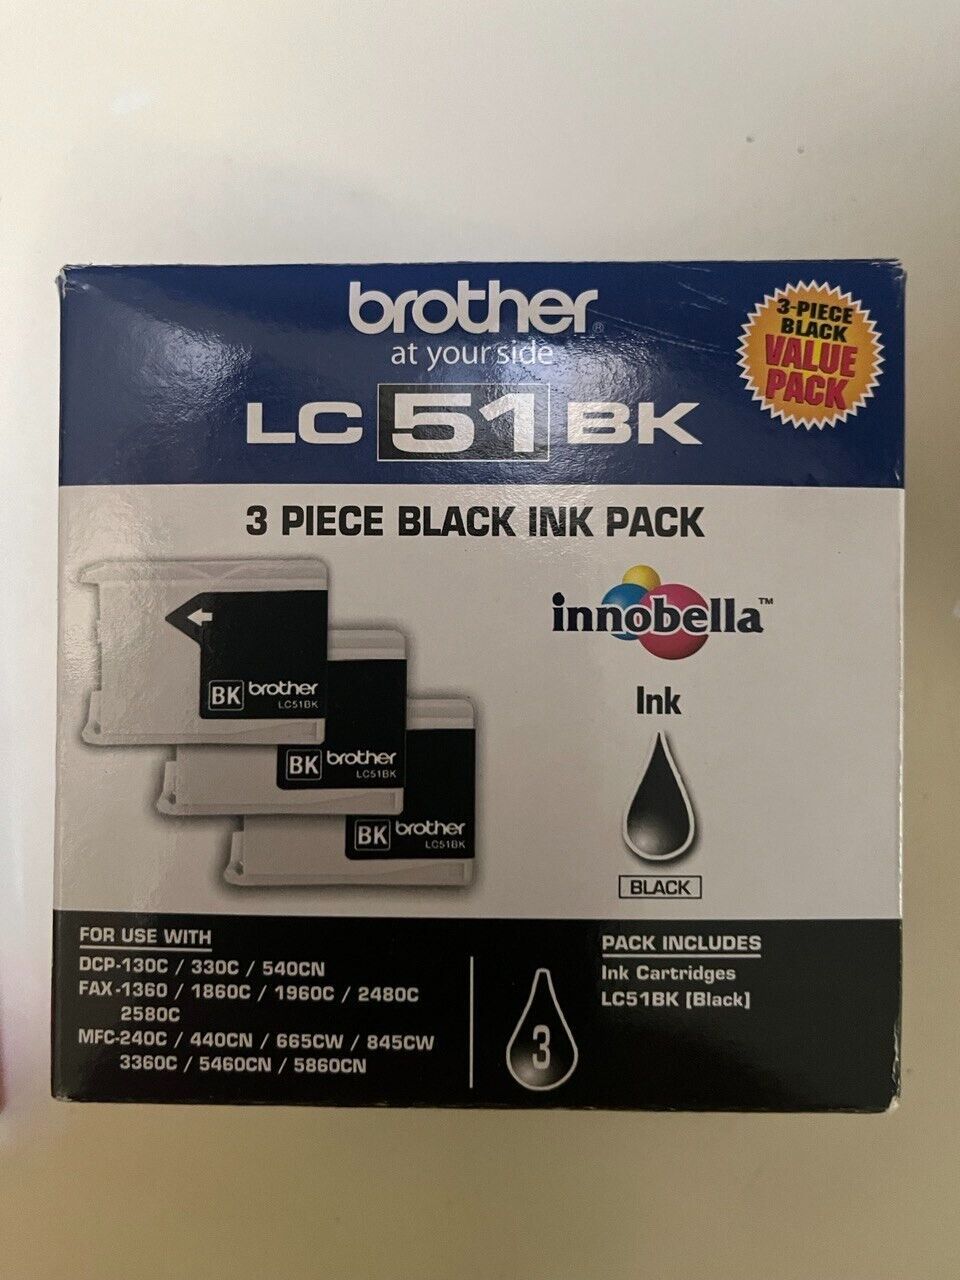 brother®
at your side
LC 51 BK
3-PIECE
BLACK
VALUE
PACK
3 PIECE BLACK INK PACK
BK brother
LC51BK
BK brother
LC51BK
BK brother
LC51BK
innobella™
Ink
BLACK
FOR USE WITH
DCP-130C / 330C / 540CN
FAX-1360 / 1860C / 1960C / 2480C
2580C
MFC-240C / 440CN / 665CW / 845CW
3360C / 5460CN / 5860CN
3
PACK INCLUDES
Ink Cartridges
LC51BK [Black]